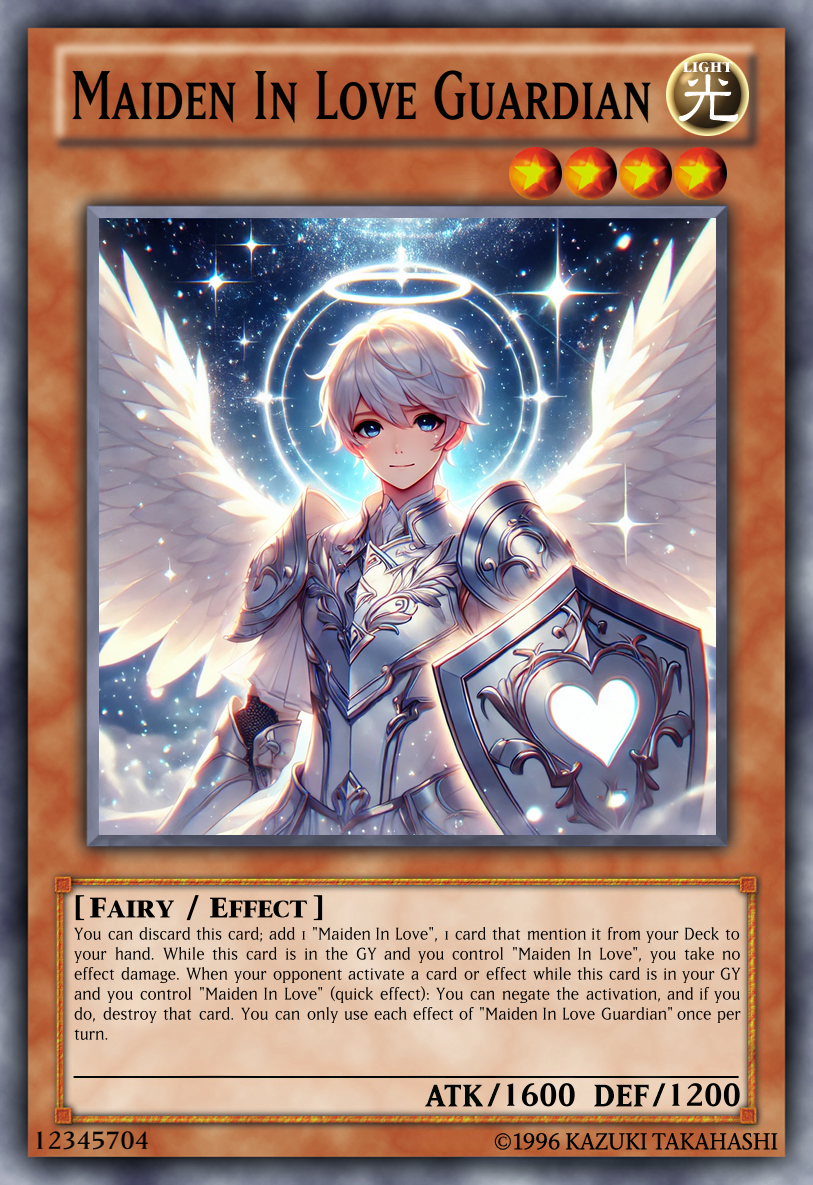 Maiden In Love Guardian
LIGHT
光
[ Fairy / Effect ]
You can discard this card; add 1 "Maiden In Love", 1 card that mention it from your Deck to
your hand. While this card is in the GY and you control "Maiden In Love", you take no
effect damage. When your opponent activate a card or effect while this card is in your GY
and you control "Maiden In Love" (quick effect): You can negate the activation, and if you
do, destroy that card. You can only use each effect of "Maiden In Love Guardian" once per
turn.
ATK/1600 DEF/1200
12345704
©1996 KAZUKI TAKAHASHI